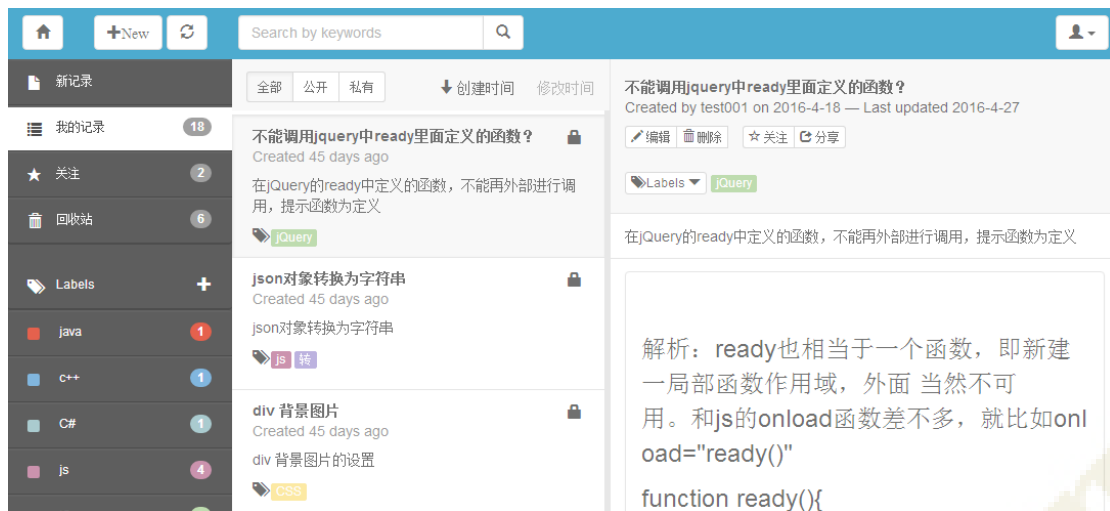 New
Search by keywords
新记录
我的记录 18
关注 2
回收站 6
Labels
java 1
c++ 1
C# 1
js 4
全部 公开 私有 创建时间 修改时间
不能调用jquery中ready里面定义的函数?
Created 45 days ago
在jQuery的ready中定义的函数,不能再外部进行调
用,提示函数为定义
jQuery
json对象转换为字符串
Created 45 days ago
json对象转换为字符串
js 转
div 背景图片
Created 45 days ago
div 背景图片的设置
CSS
不能调用jquery中ready里面定义的函数?
Created by test001 on 2016-4-18 — Last updated 2016-4-27
编辑 删除 关注 分享
Labels jQuery
在jQuery的ready中定义的函数,不能再外部进行调用,提示函数为定义
解析:ready也相当于一个函数,即新建
一局部函数作用域,外面 当然不可
用。和js的onload函数差不多,就比如onl
oad="ready()"
function ready(){